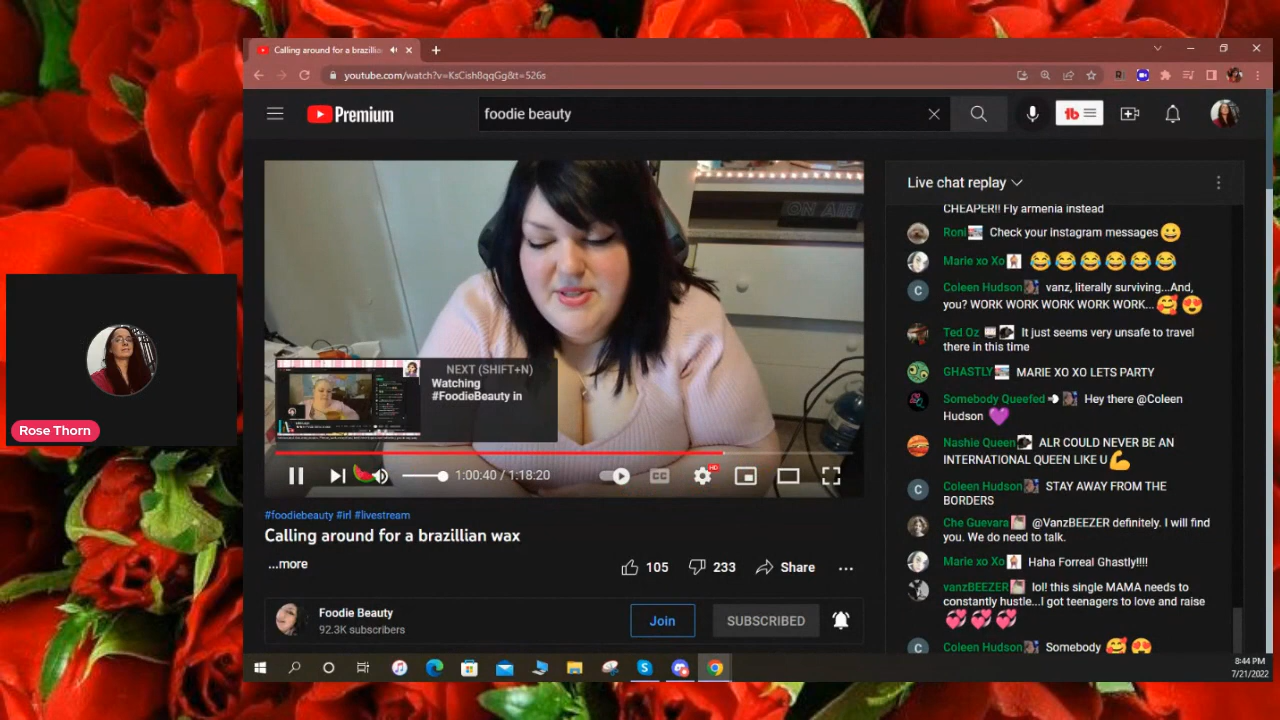 Calling around for a brazillian
youtube.com/watch?v=KsCish8qqGg&t=526s
Premium
foodie beauty
Live chat replay
CHEAPER!! Fly armenia instead
Roni Check your instagram messages
Marie xo Xo
Coleen Hudson vanz, literally surviving...And,
you? WORK WORK WORK WORK WORK...
Ted Oz It just seems very unsafe to travel
there in this time
GHASTLY MARIE XO XO LETS PARTY
Somebody Queefed Hey there @Coleen
Hudson
Nashie Queen ALR COULD NEVER BE AN
INTERNATIONAL QUEEN LIKE U
Coleen Hudson STAY AWAY FROM THE
BORDERS
Che Guevara @VanzBEEZER definitely. I will find
you. We do need to talk.
Marie xo Xo Haha Forreal Ghastly!!!!
vanzBEEZER lol! this single MAMA needs to
constantly hustle...I got teenagers to love and raise
Coleen Hudson Somebody
ON AIR
NEXT (SHIFT+N)
Watching
#FoodieBeauty in
1:00:40 / 1:18:20
CC
HD
#foodiebeauty #irl #livestream
Calling around for a brazillian wax
...more
105
233
Share
Foodie Beauty
92.3K subscribers
Join
SUBSCRIBED
Rose Thorn
8:44 PM
7/21/2022